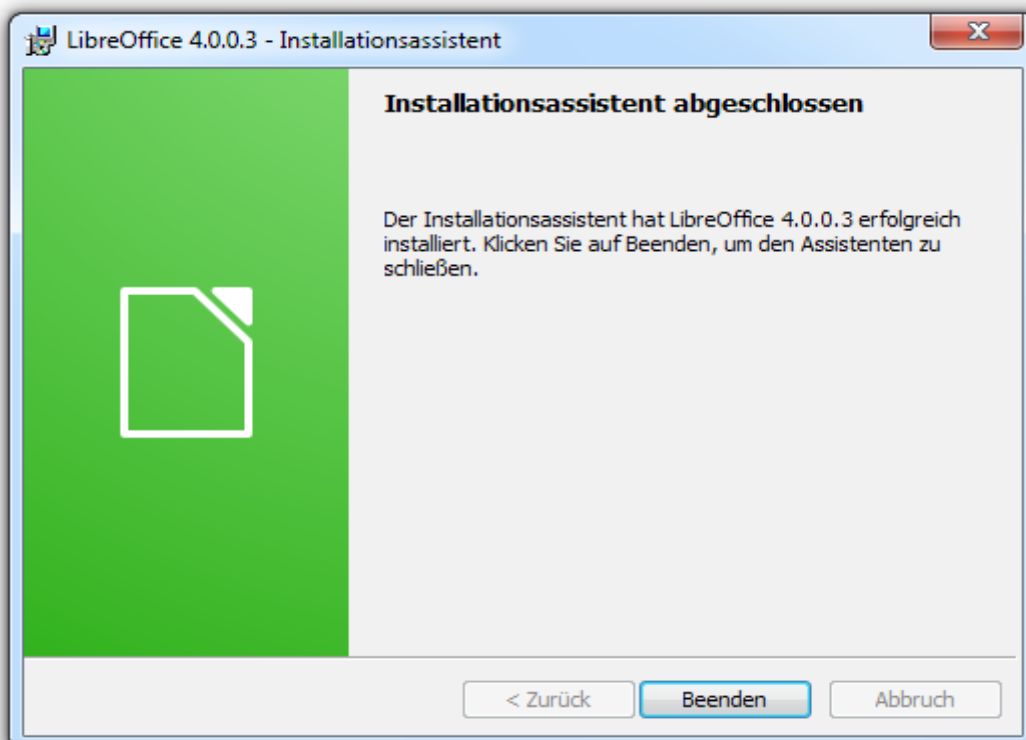 LibreOffice 4.0.0.3 - Installationsassistent
Installationsassistent abgeschlossen
Der Installationsassistent hat LibreOffice 4.0.0.3 erfolgreich
installiert. Klicken Sie auf Beenden, um den Assistenten zu
schließen.
< Zurück
Beenden
Abbruch